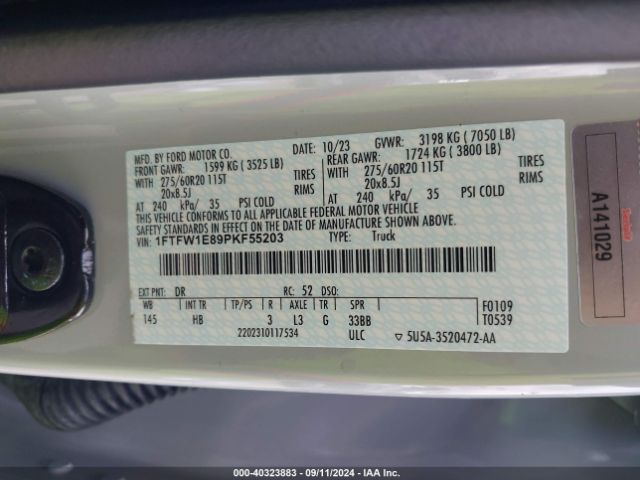 MFD. BY FORD MOTOR CO.
DATE: 10/23 GVWR: 3198 KG ( 7050 LB)
FRONT GAWR: 1599 KG ( 3525 LB) REAR GAWR: 1724 KG ( 3800 LB)
WITH 275/60R20 115T TIRES WITH 275/60R20 115T TIRES
20x8.5J RIMS 20x8.5J RIMS
AT 240 kPa/ 35 PSI COLD AT 240 kPa/ 35 PSI COLD
THIS VEHICLE CONFORMS TO ALL APPLICABLE FEDERAL MOTOR VEHICLE
SAFETY STANDARDS IN EFFECT ON THE DATE OF MANUFACTURE SHOWN ABOVE.
VIN: 1FTFW1E89PKF55203 TYPE: Truck
EXT PNT: DR RC: 52 DSO:
WB INT TR TP/PS R AXLE TR SPR F0109
145 HB 3 L3 G 33BB T0539
2202310117534 ULC ▽ 5U5A-3520472-AA
A141029
00-40323883 - 09/11/2024 - IAA Inc.